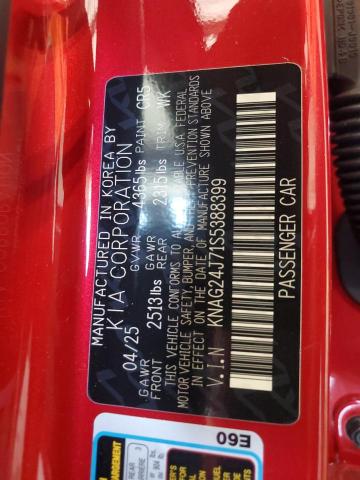 MANUFACTURED IN KOREA BY
KIA CORPORATION
04/25 GVWR 4365lbs PAINT CR5
GAWR FRONT 2513lbs GAWR REAR 2315lbs TRIM WK
THIS VEHICLE CONFORMS TO ALL APPLICABLE USA FEDERAL
MOTOR VEHICLE SAFETY, BUMPER, AND THEFT PREVENTION STANDARDS
IN EFFECT ON THE DATE OF MANUFACTURE SHOWN ABOVE
V.I.N KNAG24J71S5388399
PASSENGER CAR
E60